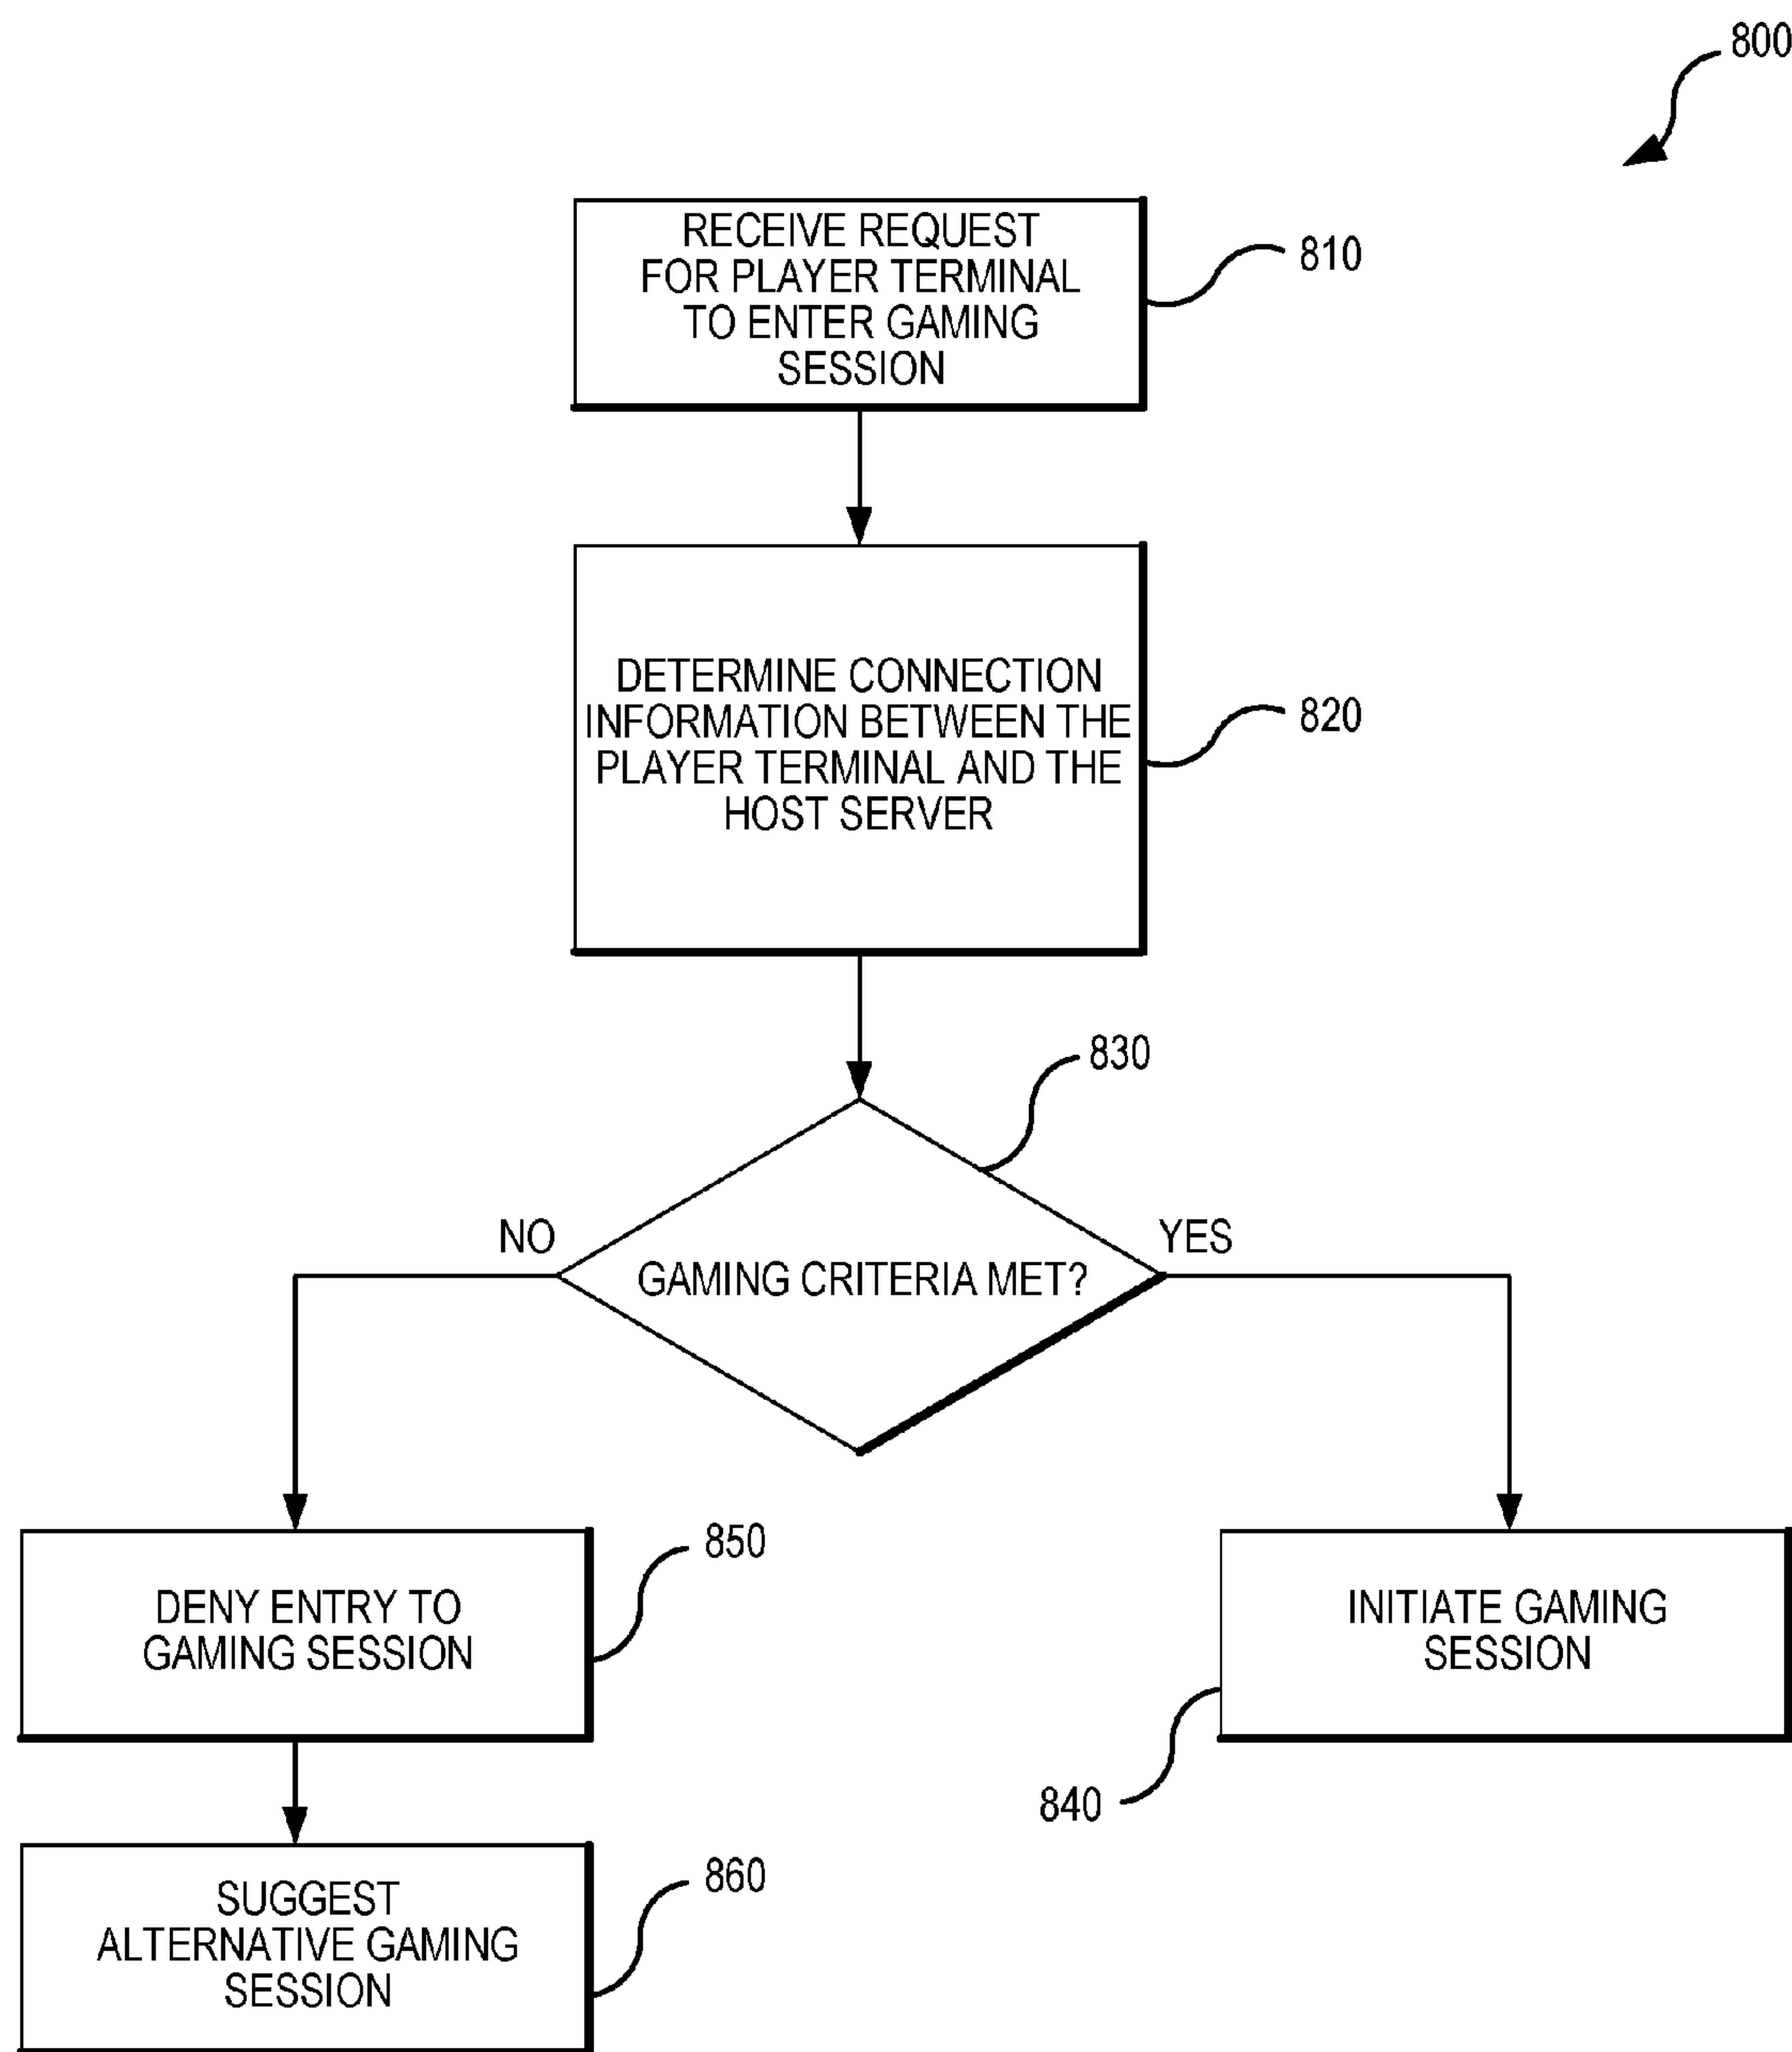 800
RECEIVE REQUEST
FOR PLAYER TERMINAL
TO ENTER GAMING
SESSION
810
DETERMINE CONNECTION
INFORMATION BETWEEN THE
PLAYER TERMINAL AND THE
HOST SERVER
820
830
NO
YES
GAMING CRITERIA MET?
850
DENY ENTRY TO
GAMING SESSION
INITIATE GAMING
SESSION
840
860
SUGGEST
ALTERNATIVE GAMING
SESSION